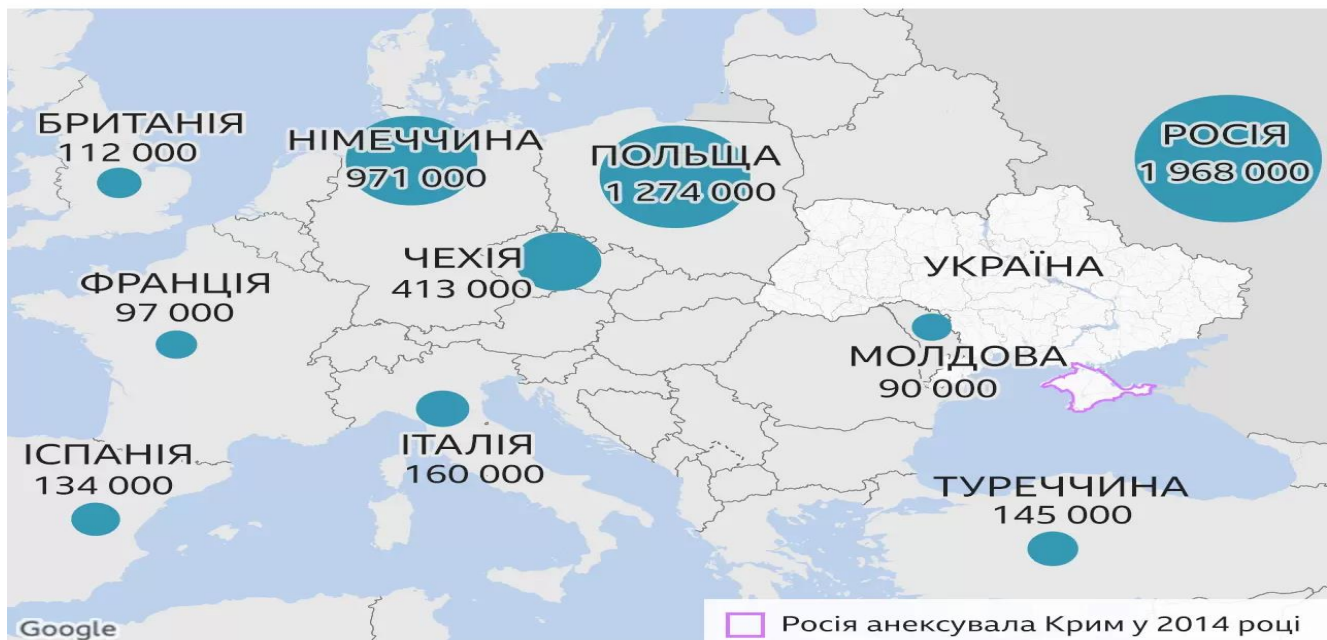 БРИТАНІЯ
112 000
НІМЕЧЧИНА
971 000
ПОЛЬЩА
1 274 000
РОСІЯ
1 968 000
ЧЕХІЯ
413 000
УКРАЇНА
ФРАНЦІЯ
97 000
МОЛДОВА
90 000
ІТАЛІЯ
160 000
ІСПАНІЯ
134 000
ТУРЕЧЧИНА
145 000
Google
Росія анексувала Крим у 2014 році